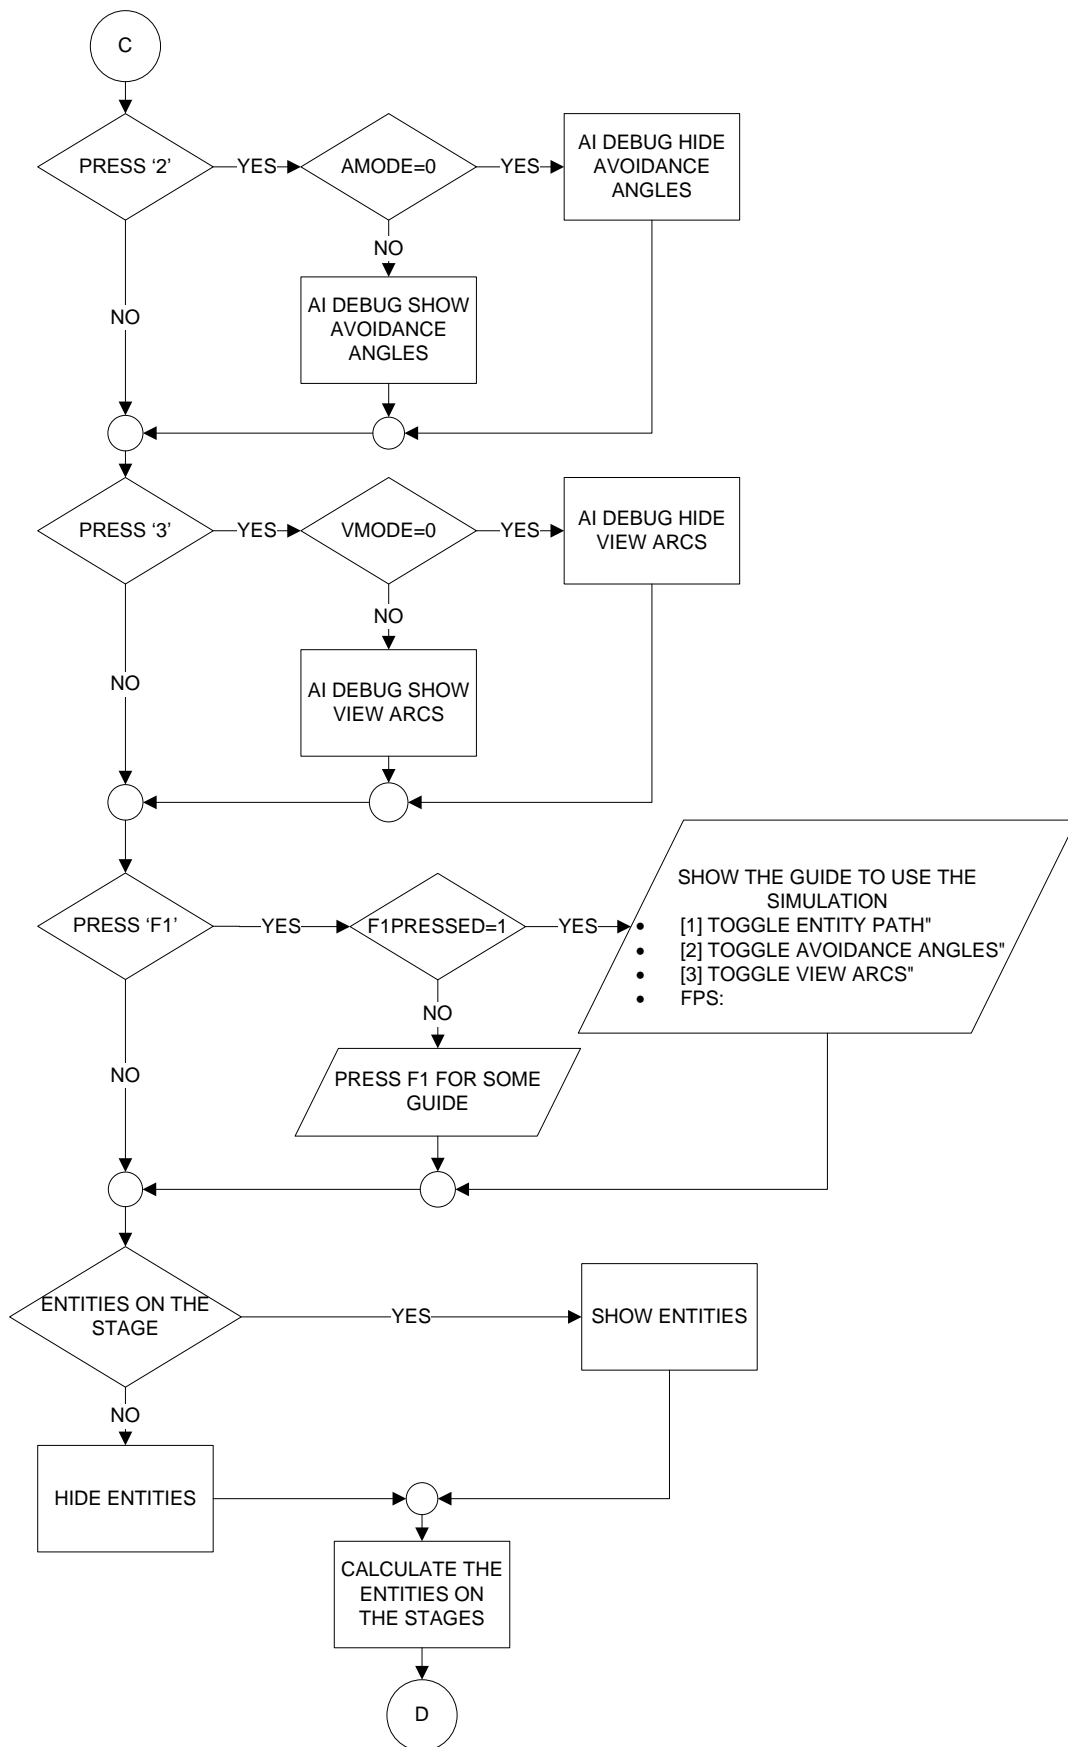 C
PRESS ‘2’
YES
AMODE=0
YES
AI DEBUG HIDE
AVOIDANCE
ANGLES
NO
AI DEBUG SHOW
AVOIDANCE
ANGLES
NO
PRESS ‘3’
YES
VMODE=0
YES
AI DEBUG HIDE
VIEW ARCS
NO
AI DEBUG SHOW
VIEW ARCS
NO
PRESS ‘F1’
YES
F1PRESSED=1
YES
SHOW THE GUIDE TO USE THE
SIMULATION
• [1] TOGGLE ENTITY PATH"
• [2] TOGGLE AVOIDANCE ANGLES"
• [3] TOGGLE VIEW ARCS"
• FPS:
NO
PRESS F1 FOR SOME
GUIDE
NO
ENTITIES ON THE
STAGE
YES
SHOW ENTITIES
NO
HIDE ENTITIES
CALCULATE THE
ENTITIES ON
THE STAGES
D